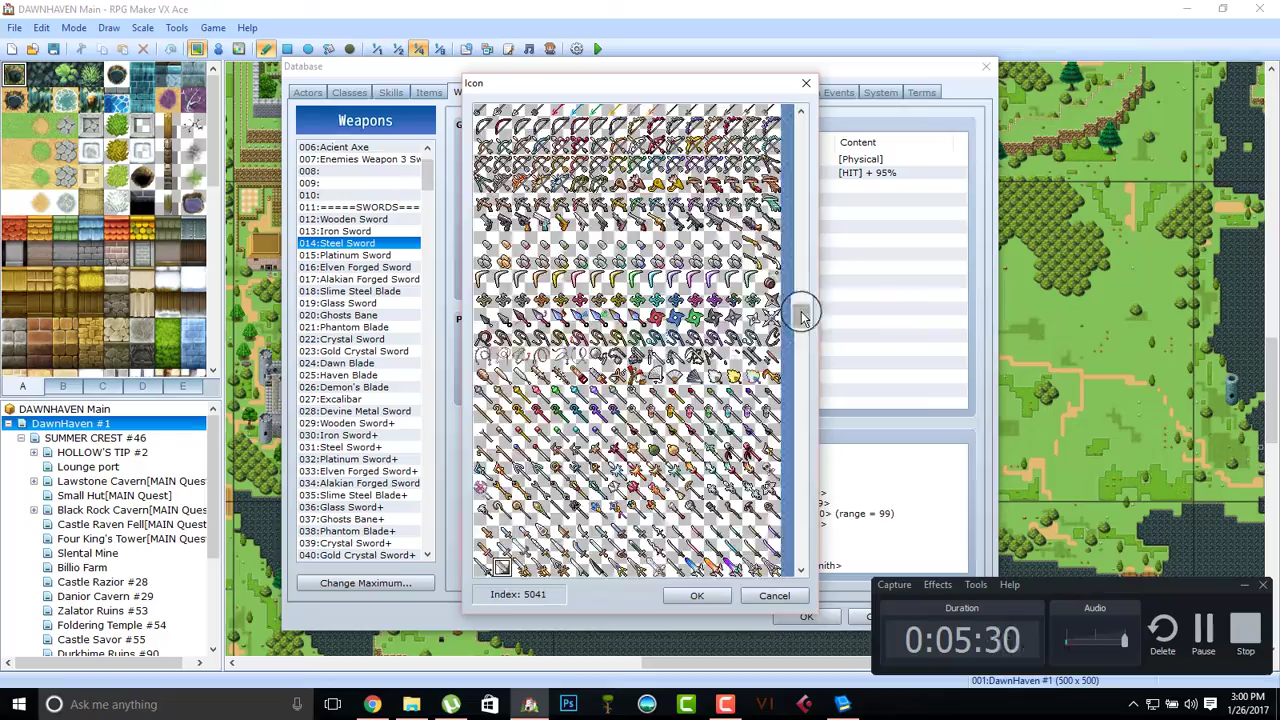 DAWNHAVEN Main - RPG Maker VX Ace
File Edit Mode Draw Scale Tools Game Help
Database
Icon
Actors Classes Skills Items W Events System Terms
Weapons
006:Acient Axe
007:Enemies Weapon 3 Sw
008:
009:
010:
011:=====SWORDS===
012:Wooden Sword
013:Iron Sword
014:Steel Sword
015:Platinum Sword
016:Elven Forged Sword
017:Alakian Forged Sword
018:Slime Steel Blade
019:Glass Sword
020:Ghosts Bane
021:Phantom Blade
022:Crystal Sword
023:Gold Crystal Sword
024:Dawn Blade
025:Haven Blade
026:Demon's Blade
027:Excalibar
028:Devine Metal Sword
029:Wooden Sword+
030:Iron Sword+
031:Steel Sword+
032:Platinum Sword+
033:Elven Forged Sword+
034:Alakian Forged Sword
035:Slime Steel Blade+
036:Glass Sword+
037:Ghosts Bane+
038:Phantom Blade+
039:Crystal Sword+
040:Gold Crystal Sword+
Change Maximum...
Index: 5041
OK
Cancel
Content
[Physical]
[HIT] + 95%
>
0> (range = 99)
>
mith>
OK
A B C D E
DAWNHAVEN Main
DawnHaven #1
SUMMER CREST #46
HOLLOW'S TIP #2
Lounge port
Lawstone Cavern[MAIN Quest
Small Hut[MAIN Quest]
Black Rock Cavern[MAIN Ques
Castle Raven Fell[MAIN Quest
Four King's Tower[MAIN Quest
Slental Mine
Billio Farm
Castle Razior #28
Danior Cavern #29
Zalator Ruins #53
Foldering Temple #54
Castle Savor #55
Durkhime Ruins #90
Capture Effects Tools Help
Duration
0:05:30
Audio
Delete
Pause
Stop
001:DawnHaven #1 (500 x 500)
Ask me anything
3:00 PM
1/26/2017